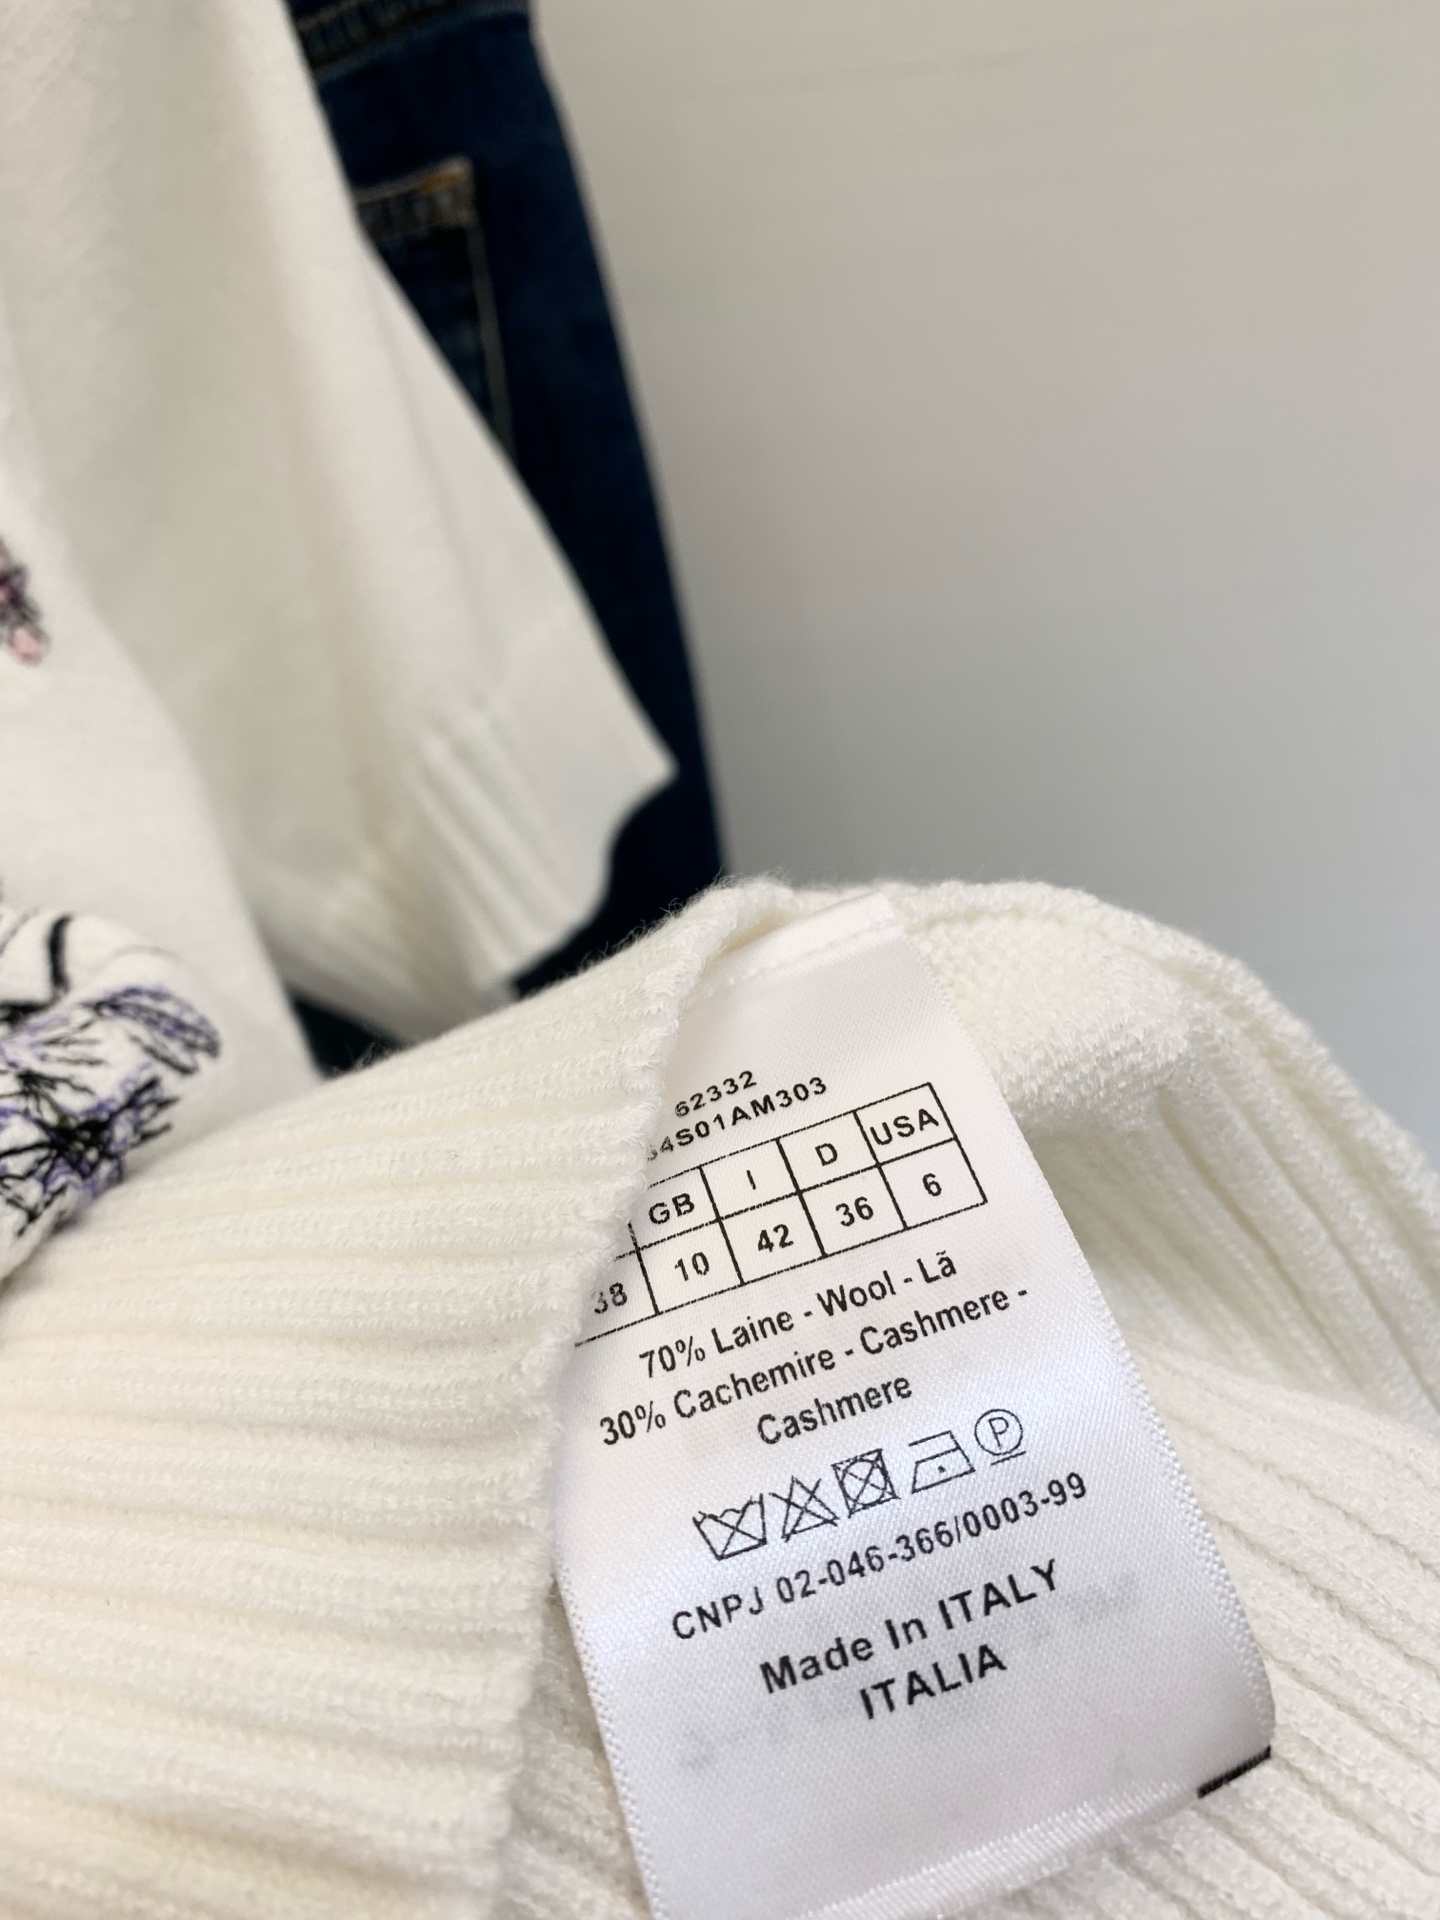 62332
4S01AM303
GB I D USA
38 10 42 36 6
70% Laine - Wool - Lã
30% Cachemire - Cashmere -
Cashmere
P
CNPJ 02-046-366/0003-99
Made In ITALY
ITALIA